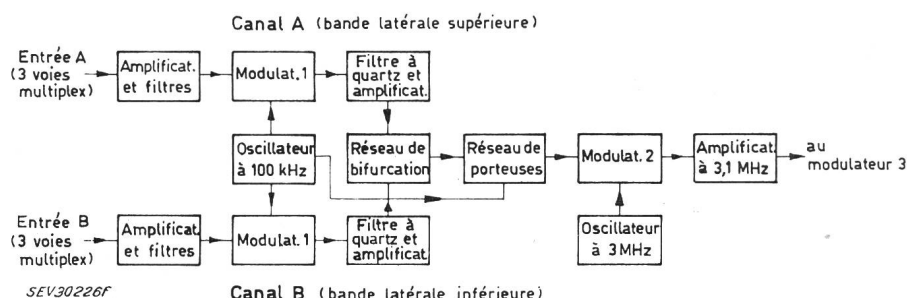 Canal A (bande latérale supérieure)
Entrée A
(3 voies
multiplex)
Amplificat.
et filtres
Modulat.1
Filtre à
quartz et
amplificat.
Oscillateur
à 100 kHz
Réseau de
bifurcation
Réseau de
porteuses
Modulat.2
Amplificat.
à 3,1 MHz
au
modulateur 3
Entrée B
(3 voies
multiplex)
Amplificat.
et filtres
Modulat.1
Filtre à
quartz et
amplificat.
Oscillateur
à 3 MHz
SEV30226F
Canal B (bande latérale inférieure)